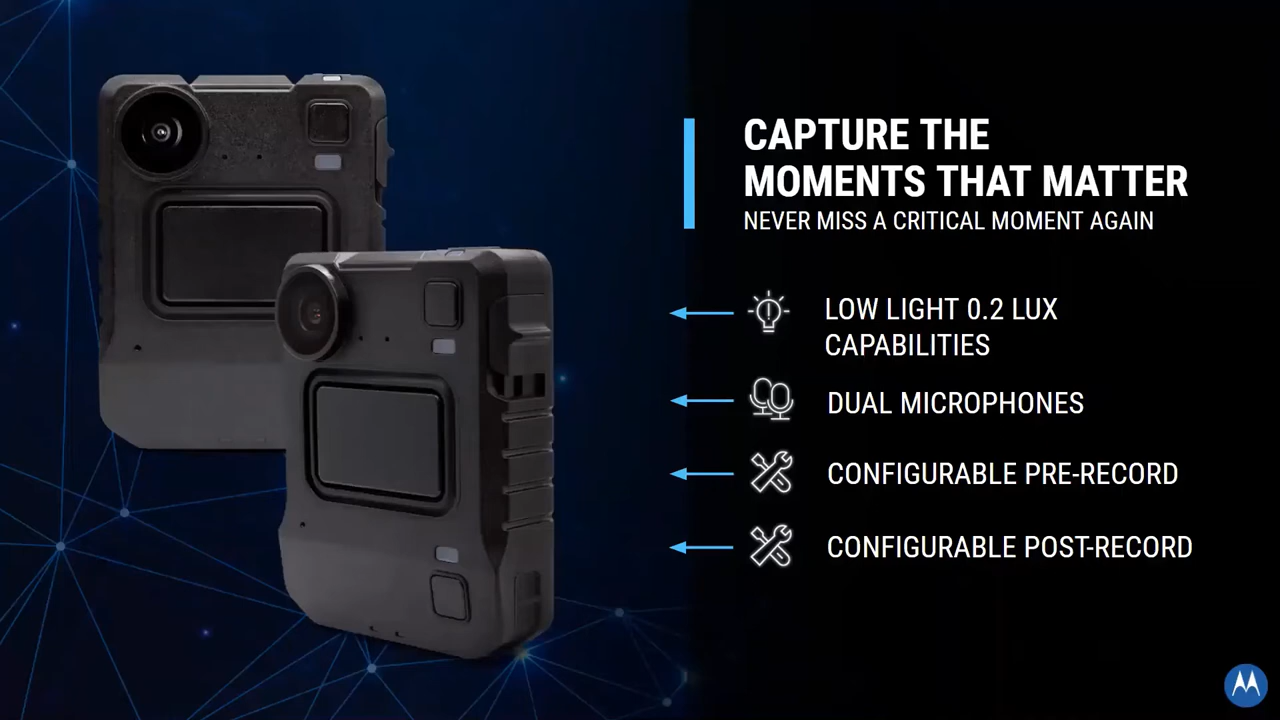 CAPTURE THE
MOMENTS THAT MATTER
NEVER MISS A CRITICAL MOMENT AGAIN
LOW LIGHT 0.2 LUX
CAPABILITIES
DUAL MICROPHONES
CONFIGURABLE PRE-RECORD
CONFIGURABLE POST-RECORD